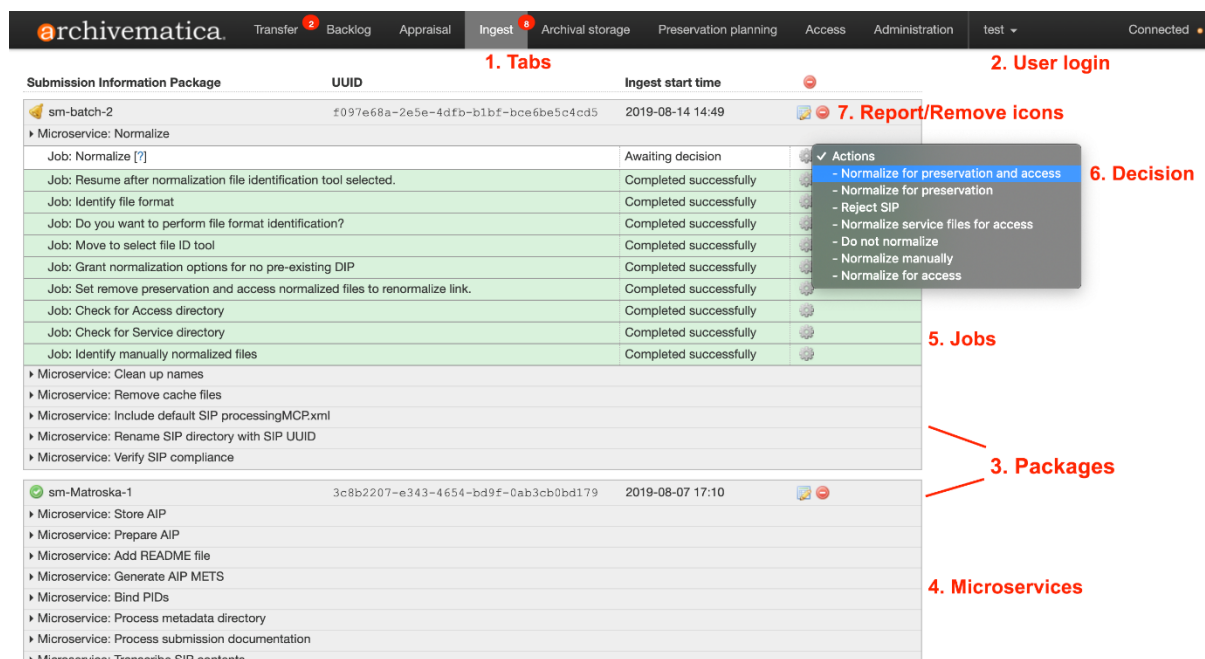 archivematica.
Transfer 2 Backlog Appraisal Ingest 8 Archival storage Preservation planning Access Administration test Connected
1. Tabs
2. User login
Submission Information Package UUID Ingest start time
sm-batch-2 f097e68a-2e5e-4dfb-b1bf-bce6be5c4cd5 2019-08-14 14:49
7. Report/Remove icons
Microservice: Normalize
Job: Normalize [?] Awaiting decision
✓ Actions
- Normalize for preservation and access
- Normalize for preservation
- Reject SIP
- Normalize service files for access
- Do not normalize
- Normalize manually
- Normalize for access
6. Decision
Job: Resume after normalization file identification tool selected. Completed successfully
Job: Identify file format Completed successfully
Job: Do you want to perform file format identification? Completed successfully
Job: Move to select file ID tool Completed successfully
Job: Grant normalization options for no pre-existing DIP Completed successfully
Job: Set remove preservation and access normalized files to renormalize link. Completed successfully
Job: Check for Access directory Completed successfully
Job: Check for Service directory Completed successfully
Job: Identify manually normalized files Completed successfully
5. Jobs
Microservice: Clean up names
Microservice: Remove cache files
Microservice: Include default SIP processingMCP.xml
Microservice: Rename SIP directory with SIP UUID
Microservice: Verify SIP compliance
3. Packages
sm-Matroska-1 3c8b2207-e343-4654-bd9f-0ab3cb0bd179 2019-08-07 17:10
Microservice: Store AIP
Microservice: Prepare AIP
Microservice: Add README file
Microservice: Generate AIP METS
Microservice: Bind PIDs
4. Microservices
Microservice: Process metadata directory
Microservice: Process submission documentation
Microservice: Transcribe SIP contents